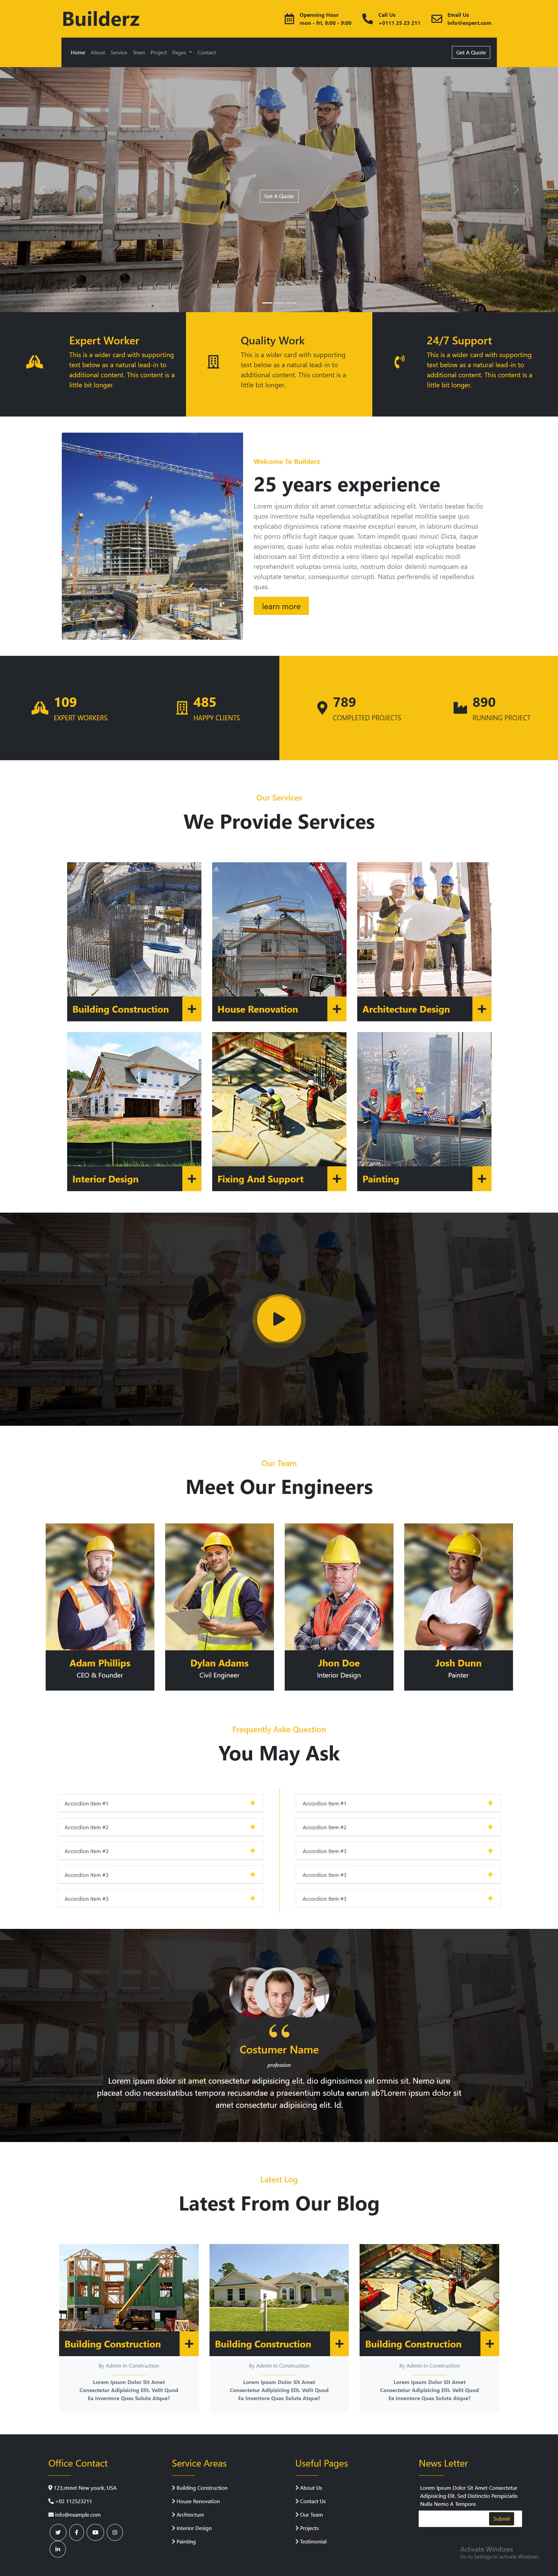 Builderz
Openning Hour
mon - fri, 8:00 - 9:00
Call Us
+0111 25 23 211
Email Us
info@expert.com
Home About Service Team Project Pages Contact
Get A Quote
Get A Quote
Expert Worker
This is a wider card with supporting
text below as a natural lead-in to
additional content. This content is a
little bit longer.
Quality Work
This is a wider card with supporting
text below as a natural lead-in to
additional content. This content is a
little bit longer.
24/7 Support
This is a wider card with supporting
text below as a natural lead-in to
additional content. This content is a
little bit longer.
Welcome To Builderz
25 years experience
Lorem ipsum dolor sit amet consectetur adipisicing elit. Veritatis beatae facilis
quos inventore nulla repellendus voluptatibus repellat mollitia saepe quo
explicabo dignissimos ratione maxime excepturi earum, in laborum ducimus
hic porro officiis fugit itaque quae. Totam impedit quasi minus! Dicta, itaque
asperiores, quasi iusto alias nobis molestias obcaecati iste voluptate beatae
laboriosam ea! Sint distinctio a vero libero qui repellat explicabo modi
reprehenderit voluptas omnis iusto, nostrum dolor deleniti numquam ea
voluptate tenetur, consequuntur corrupti. Natus perferendis id repellendus
quas.
learn more
109
EXPERT WORKERS
485
HAPPY CLIENTS
789
COMPLETED PROJECTS
890
RUNNING PROJECT
Our Services
We Provide Services
Building Construction
House Renovation
Architecture Design
Interior Design
Fixing And Support
Painting
Our Team
Meet Our Engineers
Adam Phillips
CEO & Founder
Dylan Adams
Civil Engineer
Jhon Doe
Interior Design
Josh Dunn
Painter
Frequently Aske Question
You May Ask
Accordion Item #1
Accordion Item #2
Accordion Item #3
Accordion Item #3
Accordion Item #3
Accordion Item #1
Accordion Item #2
Accordion Item #3
Accordion Item #3
Accordion Item #3
Costumer Name
profession
Lorem ipsum dolor sit amet consectetur adipisicing elit. dio dignissimos vel omnis sit. Nemo iure
placeat odio necessitatibus tempora recusandae a praesentium soluta earum ab?Lorem ipsum dolor sit
amet consectetur adipisicing elit. Id.
Latest Log
Latest From Our Blog
Building Construction
By Admin In Construction
Lorem Ipsum Dolor Sit Amet
Consectetur Adipisicing Elit. Velit Quod
Ea Inventore Quas Soluta Atque?
Building Construction
By Admin In Construction
Lorem Ipsum Dolor Sit Amet
Consectetur Adipisicing Elit. Velit Quod
Ea Inventore Quas Soluta Atque?
Building Construction
By Admin In Construction
Lorem Ipsum Dolor Sit Amet
Consectetur Adipisicing Elit. Velit Quod
Ea Inventore Quas Soluta Atque?
Office Contact
123,street New yourk, USA
+02 112523211
info@example.com
Service Areas
Building Construction
House Renovation
Archtecture
Interior Design
Painting
Useful Pages
About Us
Contact Us
Our Team
Projects
Testimonial
News Letter
Lorem Ipsum Dolor Sit Amet Consectetur
Adipisicing Elit. Sed Distinctio Perspiciatis
Nulla Nemo A Tempore.
Submit
Activate Windows
Go to Settings to activate Windows.